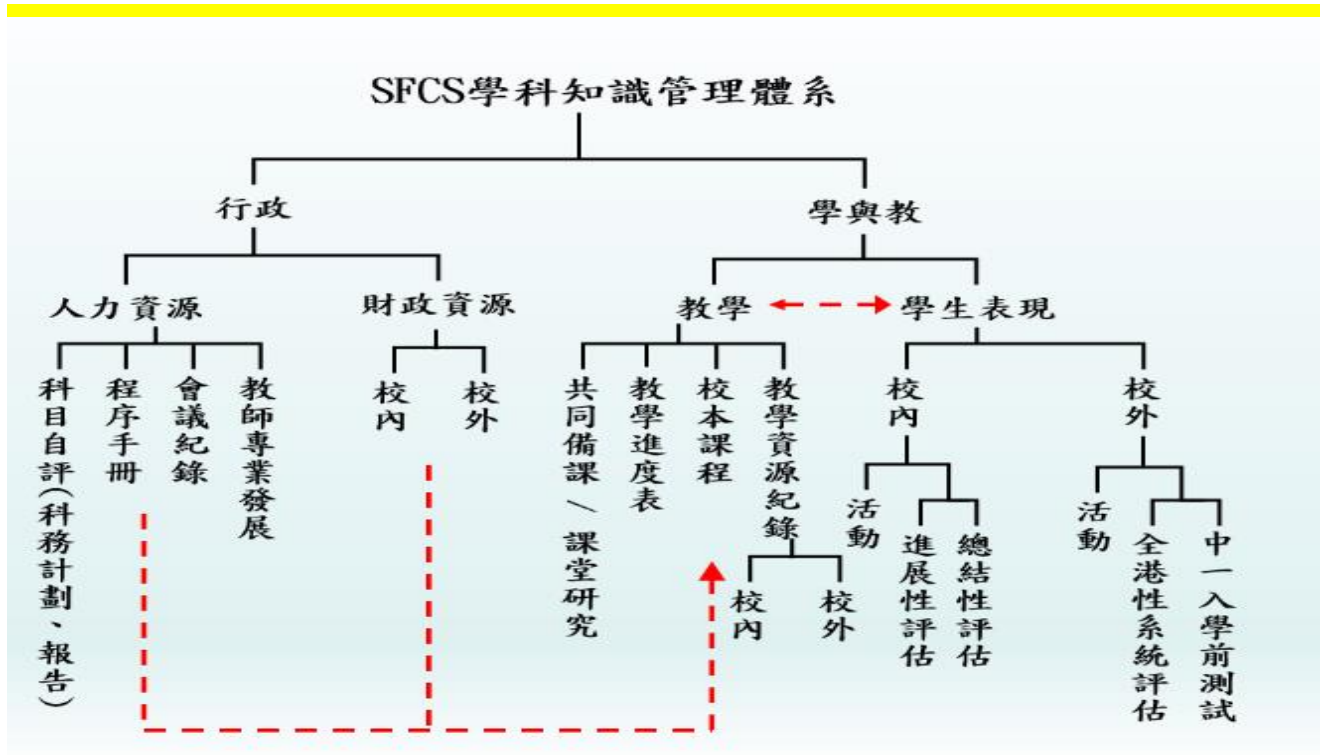 SFCS學科知識管理體系
行政
學與教
人力資源
財政資源
教學
學生表現
科目自評(科務計劃、報告)
程序手冊
會議紀錄
教師專業發展
校內
校外
共同備課/課堂研究
教學進度表
校本課程
教學資源紀錄
校內
校外
校內
校外
活動
進展性評估
總結性評估
活動
全港性系統評估
中一入學前測試